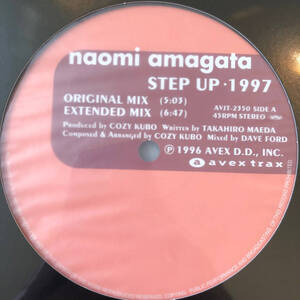 naomi amagata
STEP UP·1997
ORIGINAL MIX (5:03) AVJT-2350 SIDE A
EXTENDED MIX (6:47) 45RPM STEREO
Produced by COZY KUBO Written by TAKAHIRO MAEDA
Composed & Arranged by COZY KUBO Mixed by DAVE FORD
Ⓟ 1996 AVEX D.D., INC.
a avex trax